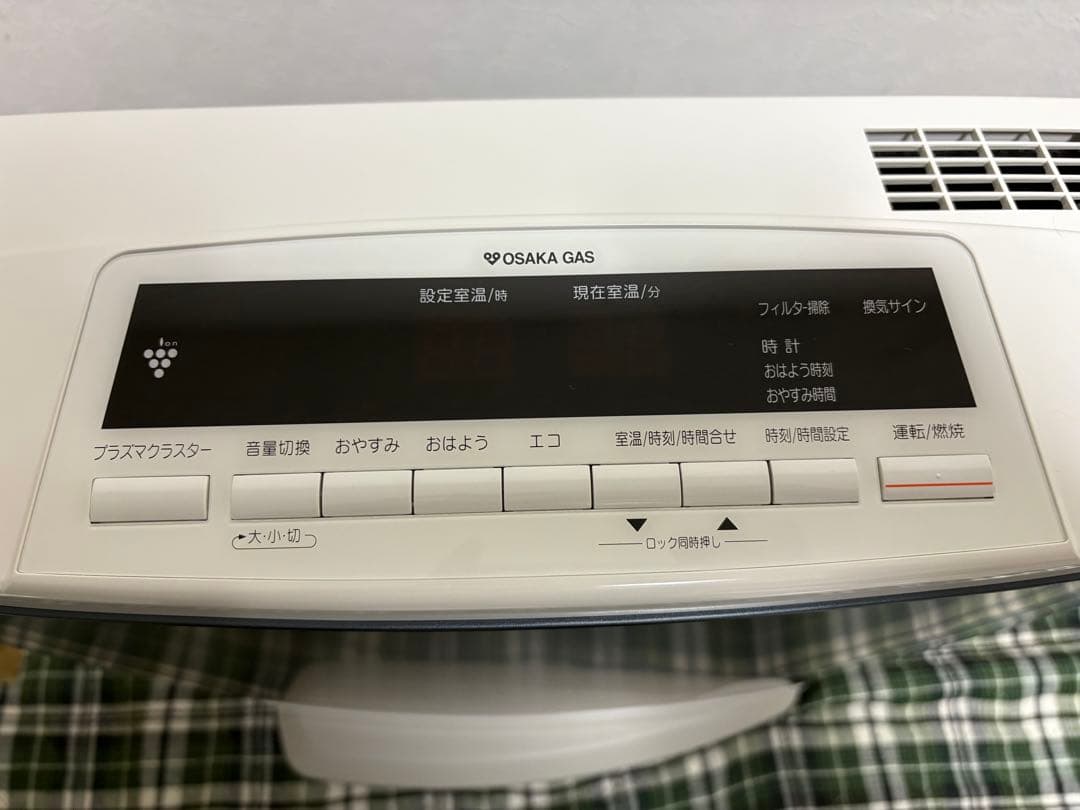 OSAKA GAS
設定室温/時
現在室温/分
フィルター掃除
換気サイン
Ion
時計
おはよう時刻
おやすみ時間
プラズマクラスター
音量切換
おやすみ
おはよう
エコ
室温/時刻/時間合せ
時刻/時間設定
運転/燃焼
大・小・切
▼
▲
ロック同時押し